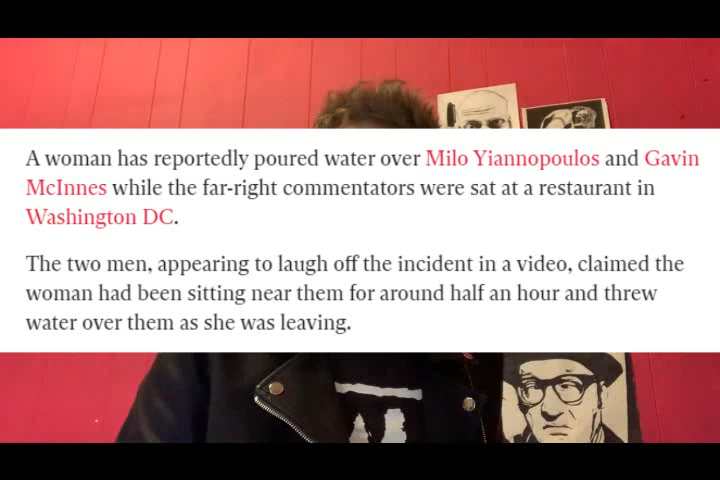 A woman has reportedly poured water over Milo Yiannopoulos and Gavin
McInnes while the far-right commentators were sat at a restaurant in
Washington DC.
The two men, appearing to laugh off the incident in a video, claimed the
woman had been sitting near them for around half an hour and threw
water over them as she was leaving.